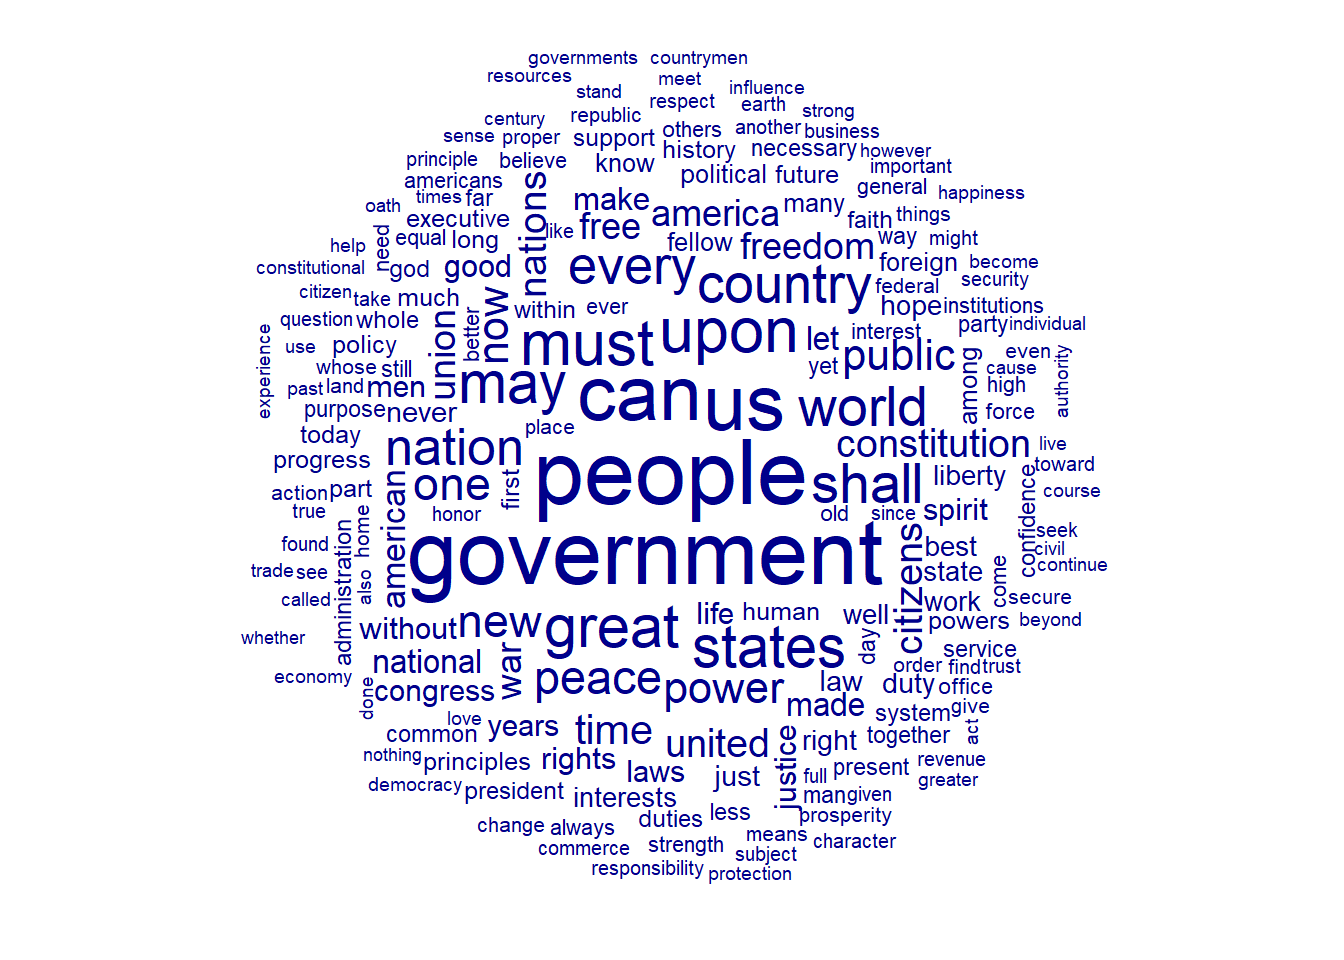 governments countrymen
resources meet
stand influence
respect earth
century republic strong
sense proper support others another business
principle believe know history necessary however
americans nations political future important
oath times far make america many general happiness
executive like free fellow freedom faith things
help need equal long way might
constitutional god good every country foreign become
citizen take much within ever federal security
question whole union better now hope institutions
use policy must upon let interest party individual
experience whose still may yet public even
past land men can us among cause authority
purpose never world high force
today place constitution live
progress nation people shall liberty toward
action part american one first confidence course
true home honor old since spirit seek
found administration government citizens best civil
trade see also state come continue
called work secure
whether without new great life human well powers beyond
national war states day service
economy congress peace power law order find trust
done made duty office
love years time united system give
common justice right together act
nothing principles rights laws just full present revenue
democracy president interests man given greater
less prosperity
change always duties means character
commerce strength subject
responsibility protection